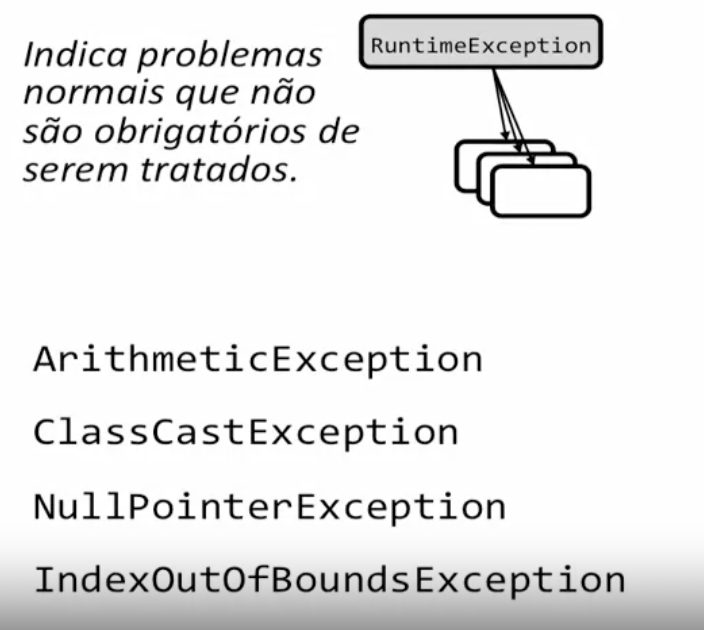 Indica problemas
normais que não
são obrigatórios de
serem tratados.
RuntimeException
ArithmeticException
ClassCastException
NullPointerException
IndexOutOfBoundsException